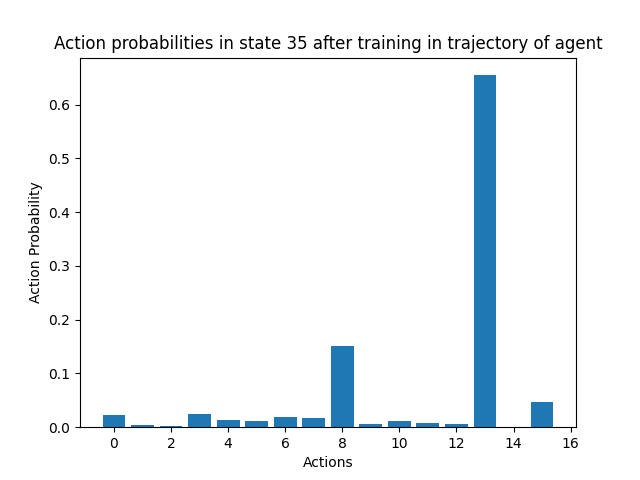 Action probabilities in state 35 after training in trajectory of agent
Action Probability
0.6
0.5
0.4
0.3
0.2
0.1
0.0
0 2 4 6 8 10 12 14 16
Actions